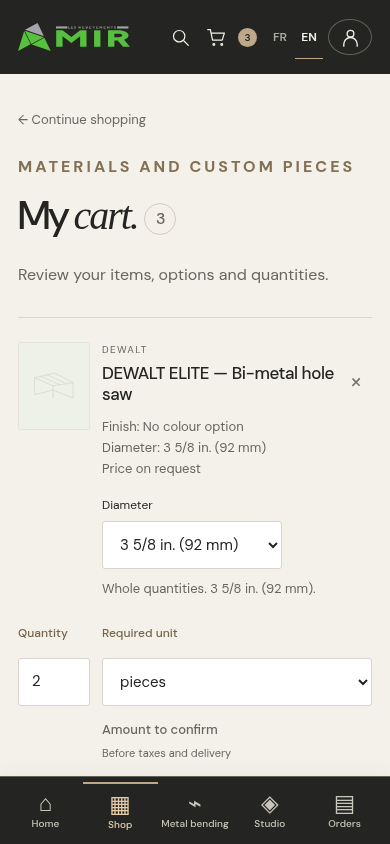 LES REVÊTEMENTS
MIR
3
FR
EN
← Continue shopping
MATERIALS AND CUSTOM PIECES
My cart. 3
Review your items, options and quantities.
DEWALT
DEWALT ELITE — Bi-metal hole
saw
×
Finish: No colour option
Diameter: 3 5/8 in. (92 mm)
Price on request
Diameter
3 5/8 in. (92 mm)
Whole quantities. 3 5/8 in. (92 mm).
Quantity
Required unit
2
pieces
Amount to confirm
Before taxes and delivery
Home
Shop
Metal bending
Studio
Orders